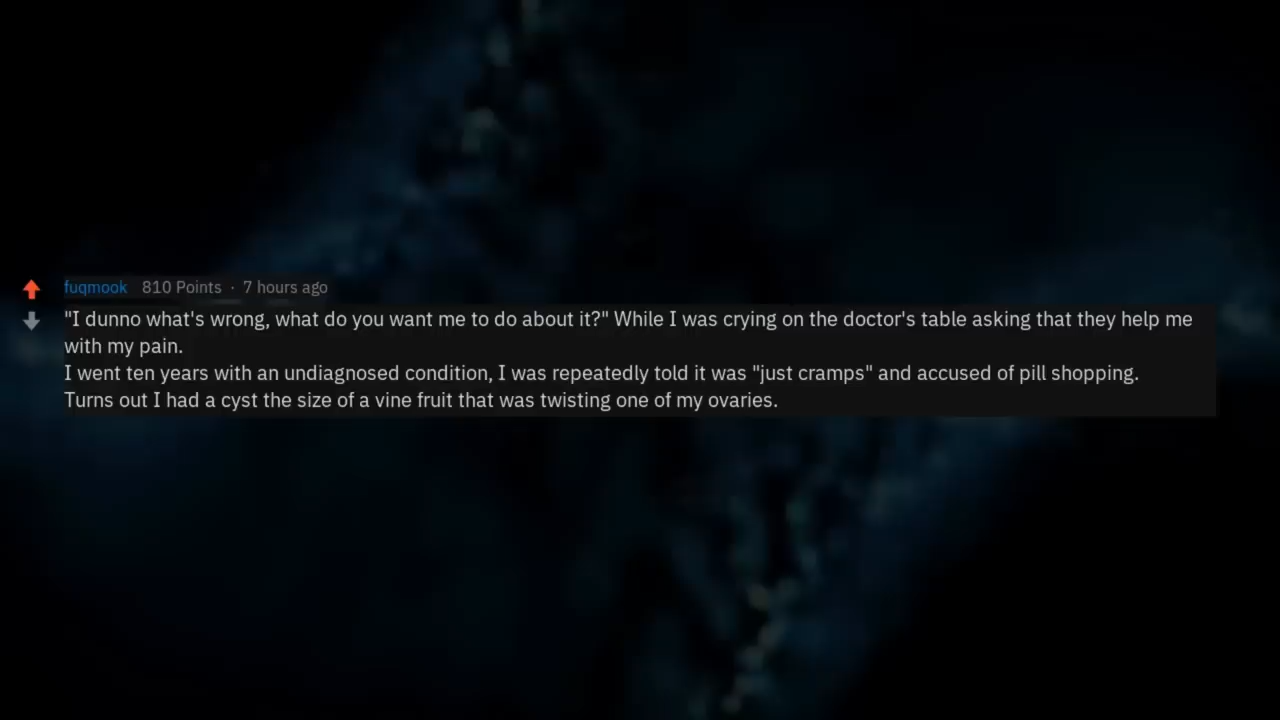 fuqmook 810 Points · 7 hours ago
"I dunno what's wrong, what do you want me to do about it?" While I was crying on the doctor's table asking that they help me
with my pain.
I went ten years with an undiagnosed condition, I was repeatedly told it was "just cramps" and accused of pill shopping.
Turns out I had a cyst the size of a vine fruit that was twisting one of my ovaries.